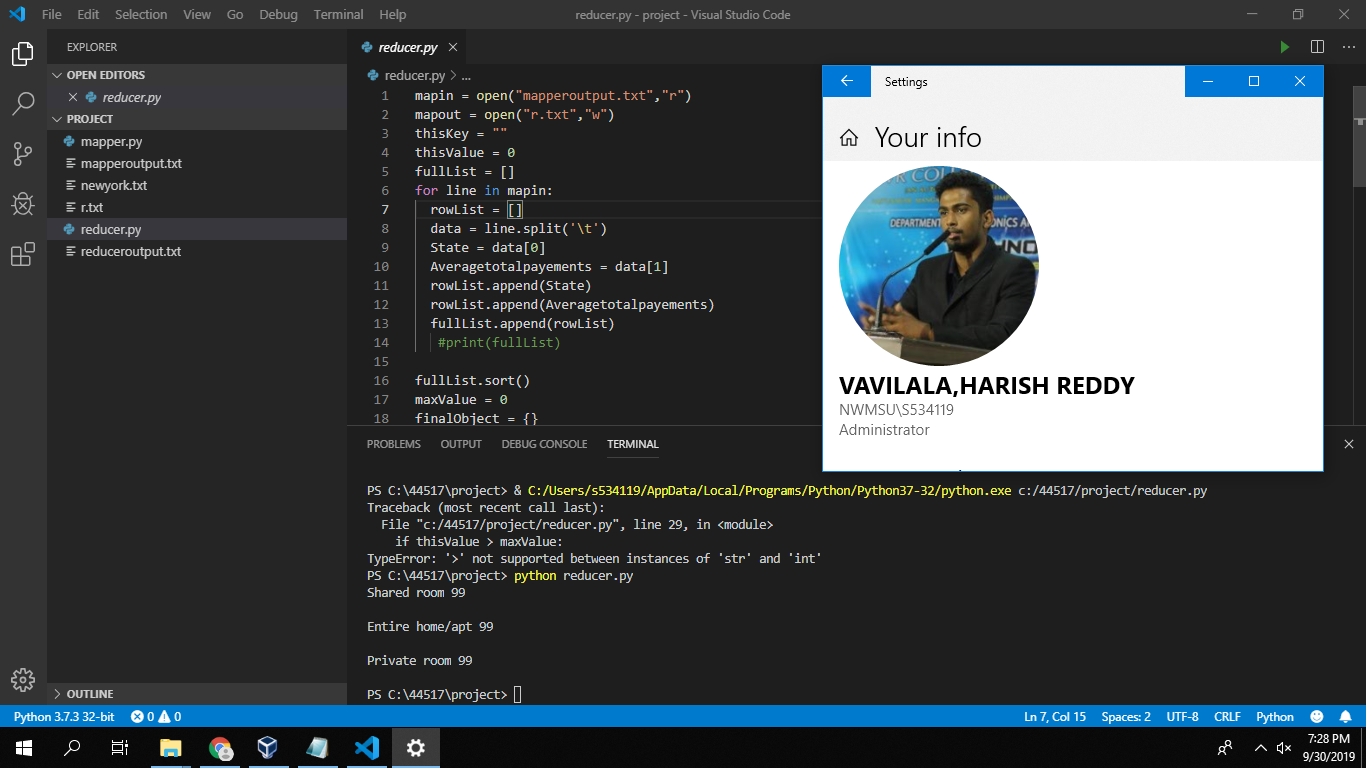 File Edit Selection View Go Debug Terminal Help
reducer.py - project - Visual Studio Code
EXPLORER
OPEN EDITORS
reducer.py
PROJECT
mapper.py
mapperoutput.txt
newyork.txt
r.txt
reducer.py
reduceroutput.txt
OUTLINE
reducer.py
reducer.py > ...
1 mapin = open("mapperoutput.txt","r")
2 mapout = open("r.txt","w")
3 thisKey = ""
4 thisValue = 0
5 fullList = []
6 for line in mapin:
7 rowList = []
8 data = line.split('\t')
9 State = data[0]
10 Averagetotalpayements = data[1]
11 rowList.append(State)
12 rowList.append(Averagetotalpayements)
13 fullList.append(rowList)
14 #print(fullList)
15
16 fullList.sort()
17 maxValue = 0
18 finalObject = {}
Settings
Your info
DEPARTMENT
VAVILALA,HARISH REDDY
NWMSU\S534119
Administrator
PROBLEMS OUTPUT DEBUG CONSOLE TERMINAL
PS C:\44517\project> & C:/Users/s534119/AppData/Local/Programs/Python/Python37-32/python.exe c:/44517/project/reducer.py
Traceback (most recent call last):
File "c:/44517/project/reducer.py", line 29, in <module>
if thisValue > maxValue:
TypeError: '>' not supported between instances of 'str' and 'int'
PS C:\44517\project> python reducer.py
Shared room 99
Entire home/apt 99
Private room 99
PS C:\44517\project>
Python 3.7.3 32-bit 0 0
Ln 7, Col 15 Spaces: 2 UTF-8 CRLF Python
7:28 PM
9/30/2019